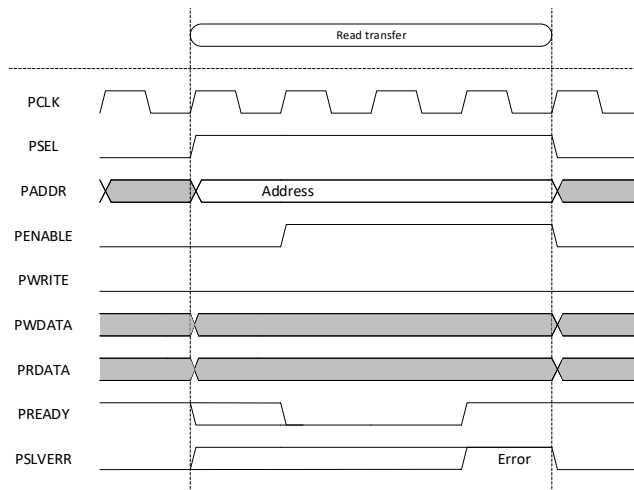 Read transfer
PCLK
PSEL
PADDR
Address
PENABLE
PWRITE
PWDATA
PRDATA
PREADY
PSLVERR
Error